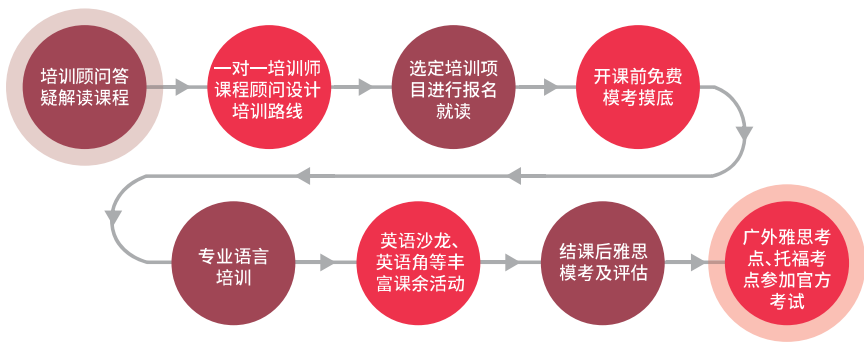 培训顾问答
疑解读课程
一对一培训师
课程顾问设计
培训路线
选定培训项
目进行报名
就读
开课前免费
模考摸底
专业语言
培训
英语沙龙、
英语角等丰
富课余活动
结课后雅思
模考及评估
广外雅思考
点、托福考
点参加官方
考试